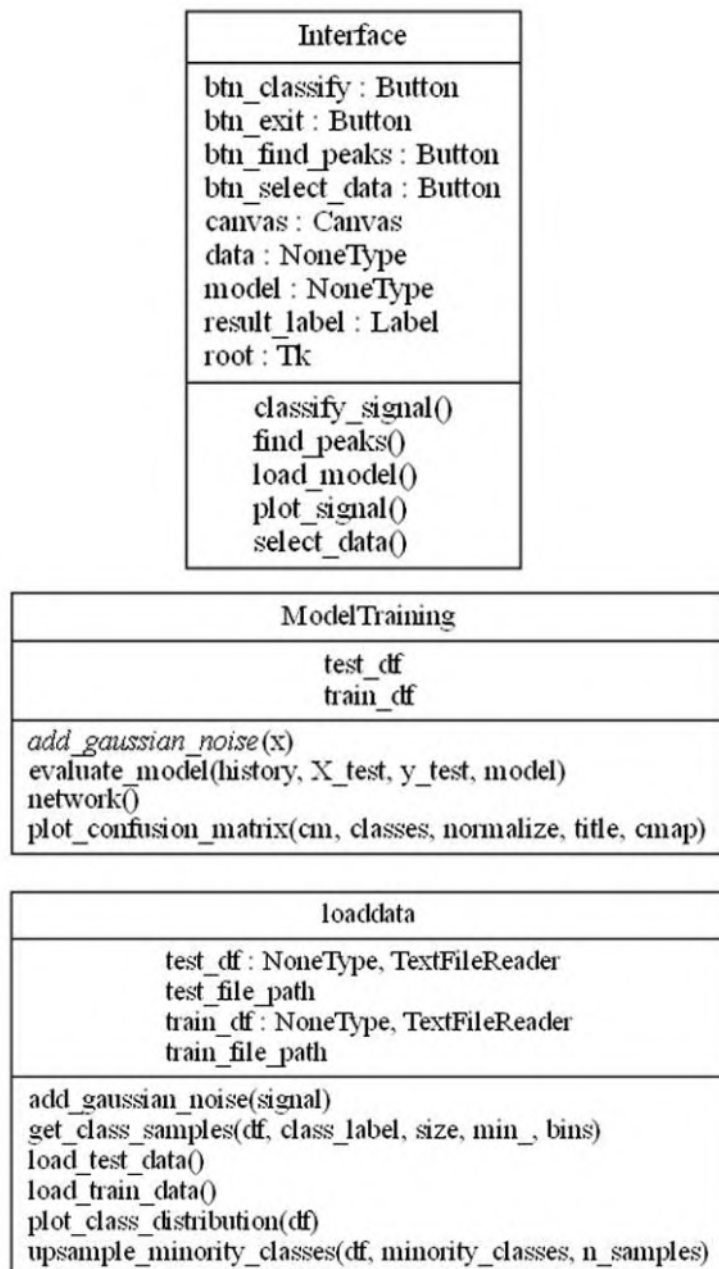 Interface
btn_classify : Button
btn_exit : Button
btn_find_peaks : Button
btn_select_data : Button
canvas : Canvas
data : NoneType
model : NoneType
result_label : Label
root : Tk
classify_signal()
find_peaks()
load_model()
plot_signal()
select_data()
ModelTraining
test_df
train_df
add_gaussian_noise(x)
evaluate_model(history, X_test, y_test, model)
network()
plot_confusion_matrix(cm, classes, normalize, title, cmap)
loaddata
test_df : NoneType, TextFileReader
test_file_path
train_df : NoneType, TextFileReader
train_file_path
add_gaussian_noise(signal)
get_class_samples(df, class_label, size, min_, bins)
load_test_data()
load_train_data()
plot_class_distribution(df)
upsample_minority_classes(df, minority_classes, n_samples)